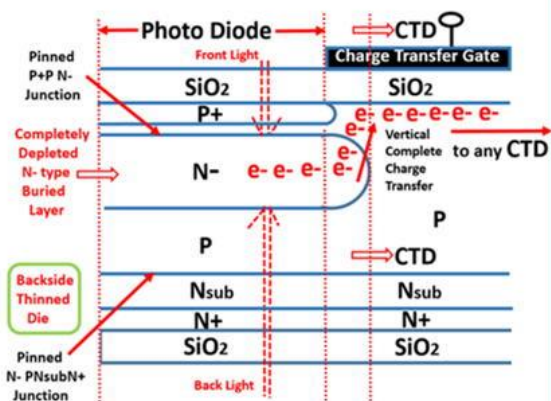 Photo Diode
CTD
Front Light
Charge Transfer Gate
Pinned
P+P N-
Junction
SiO2
SiO2
P+
e- e- e- e- e- e-
e-
Completely
Depleted
N- type
Buried
Layer
N-
e- e- e- e-
e-
Vertical
Complete
Charge
Transfer
to any CTD
P
P
CTD
Backside
Thinned
Die
Nsub
Nsub
N+
N+
SiO2
SiO2
Pinned
N- PNsubN+
Junction
Back Light